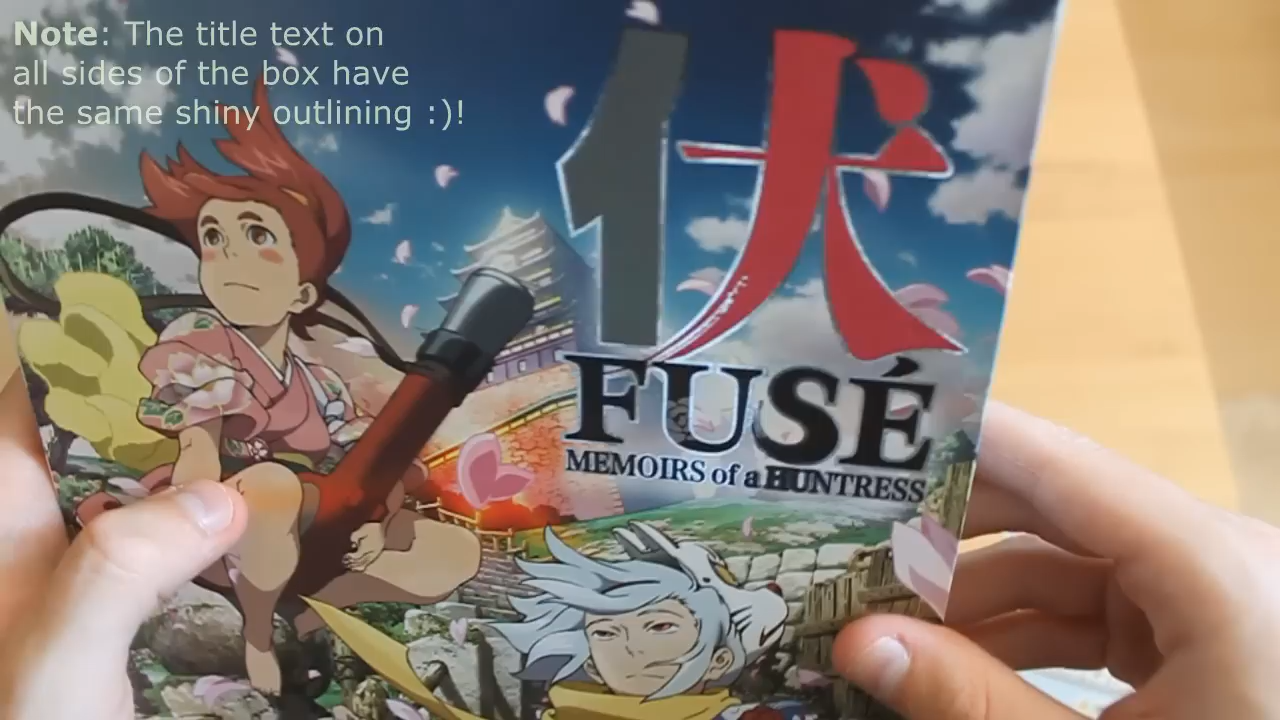 Note: The title text on
all sides of the box have
the same shiny outlining :)!
伏
FUSÉ
MEMOIRS of a HUNTRESS